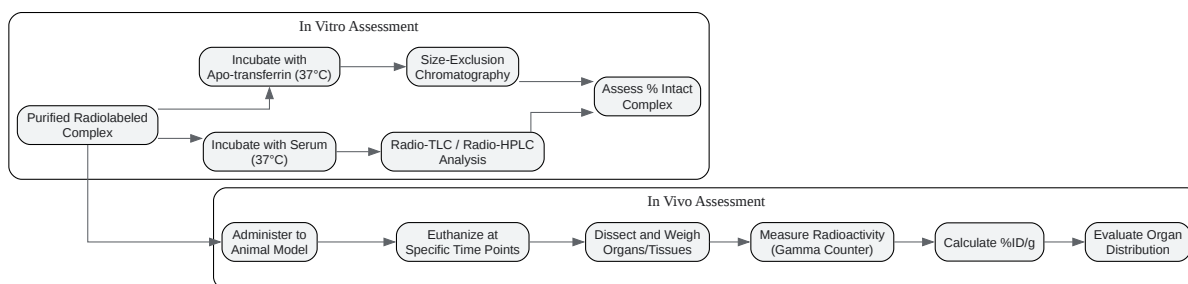 In Vitro Assessment
Incubate with
Apo-transferrin (37°C)
Size-Exclusion
Chromatography
Assess % Intact
Complex
Purified Radiolabeled
Complex
Incubate with Serum
(37°C)
Radio-TLC / Radio-HPLC
Analysis
In Vivo Assessment
Administer to
Animal Model
Euthanize at
Specific Time Points
Dissect and Weigh
Organs/Tissues
Measure Radioactivity
(Gamma Counter)
Calculate %ID/g
Evaluate Organ
Distribution